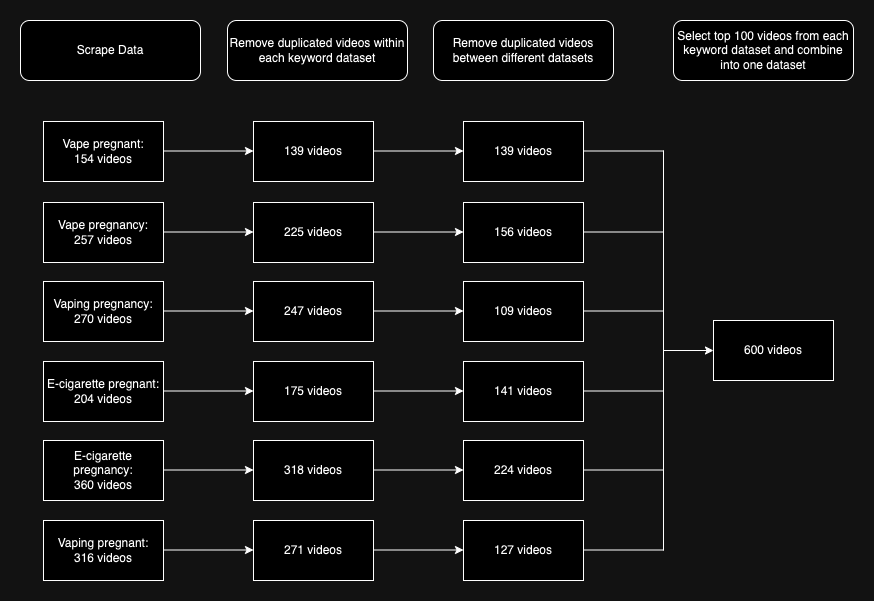 Scrape Data
Remove duplicated videos within
each keyword dataset
Remove duplicated videos
between different datasets
Select top 100 videos from each
keyword dataset and combine
into one dataset
Vape pregnant:
154 videos
139 videos
139 videos
Vape pregnancy:
257 videos
225 videos
156 videos
Vaping pregnancy:
270 videos
247 videos
109 videos
600 videos
E-cigarette pregnant:
204 videos
175 videos
141 videos
E-cigarette
pregnancy:
360 videos
318 videos
224 videos
Vaping pregnant:
316 videos
271 videos
127 videos